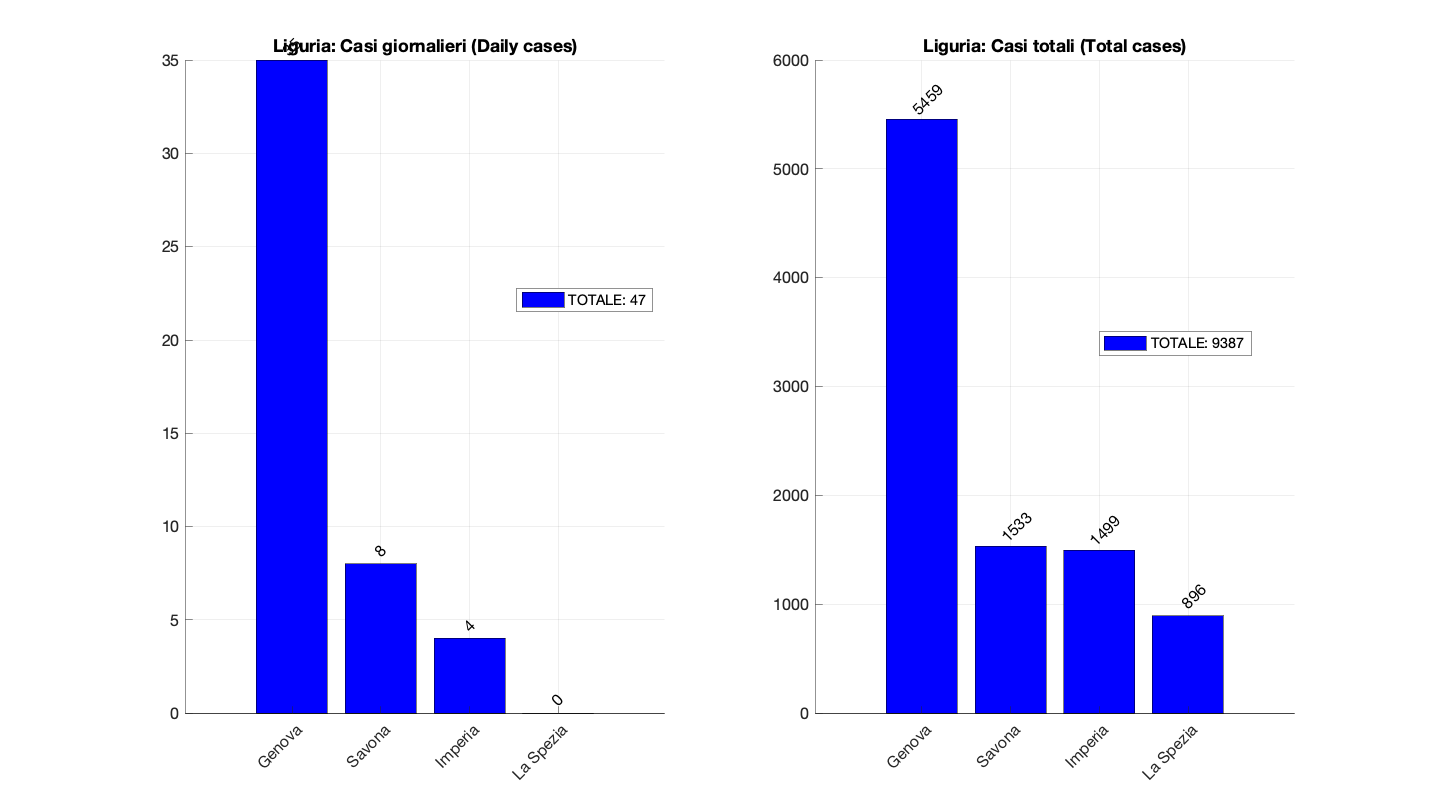 Liguria: Casi giornalieri (Daily cases)
35
35
30
25
20
15
10
5
0
8
4
0
TOTALE: 47
Genova
Savona
Imperia
La Spezia
Liguria: Casi totali (Total cases)
6000
5000
4000
3000
2000
1000
0
5459
1533
1499
896
TOTALE: 9387
Genova
Savona
Imperia
La Spezia